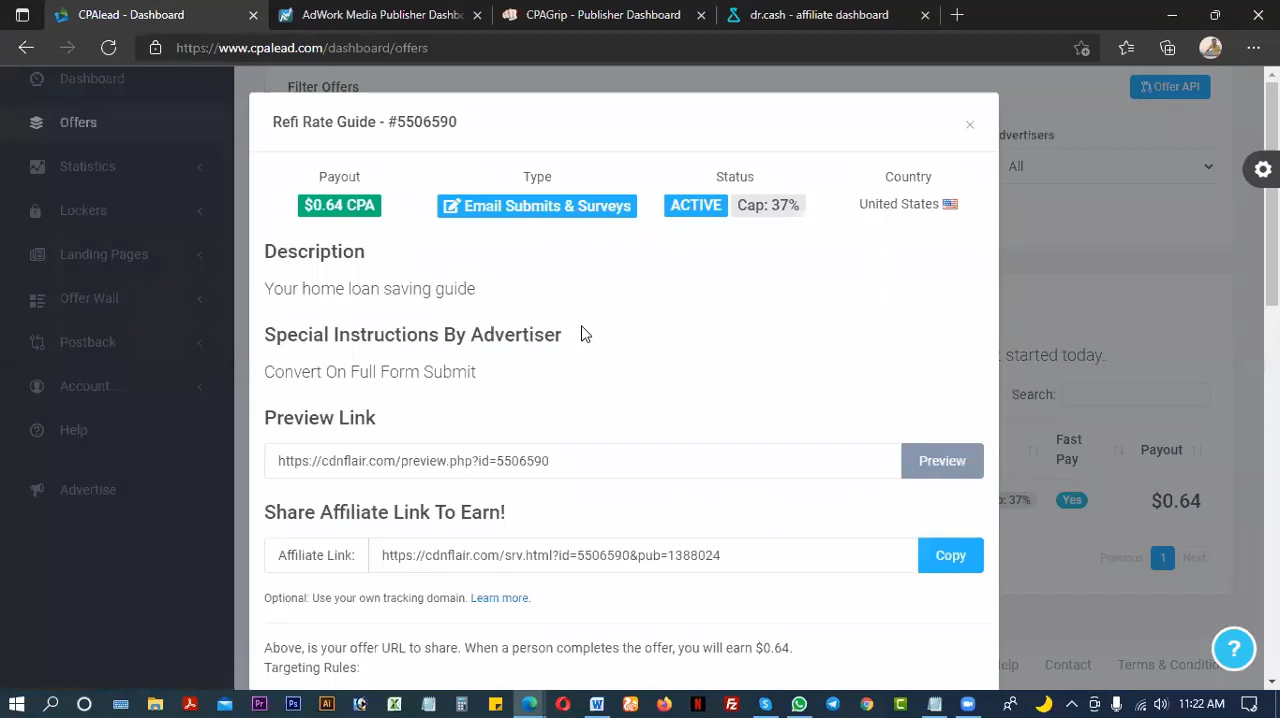 CPAlead - Dashboard
AdWork Media Publisher Dashb
CPAGrip - Publisher Dashboard
dr.cash - affiliate dashboard
https://www.cpalead.com/dashboard/offers
Dashboard
Offers
Statistics
Lockers
Landing Pages
Offer Wall
Postback
Account
Help
Advertise
Filter Offers
Offer API
dvertisers
All
Refi Rate Guide - #5506590
Payout
Type
Status
Country
$0.64 CPA
Email Submits & Surveys
ACTIVE
Cap: 37%
United States
Description
Your home loan saving guide
Special Instructions By Advertiser
Convert On Full Form Submit
Preview Link
https://cdnflair.com/preview.php?id=5506590
Preview
Share Affiliate Link To Earn!
Affiliate Link:
https://cdnflair.com/srv.html?id=5506590&pub=1388024
Copy
Optional: Use your own tracking domain. Learn more.
Above, is your offer URL to share. When a person completes the offer, you will earn $0.64.
Targeting Rules:
t started today.
Search:
Fast
Pay
Payout
p: 37%
Yes
$0.64
Previous
1
Next
elp
Contact
Terms & Conditio
?
11:22 AM